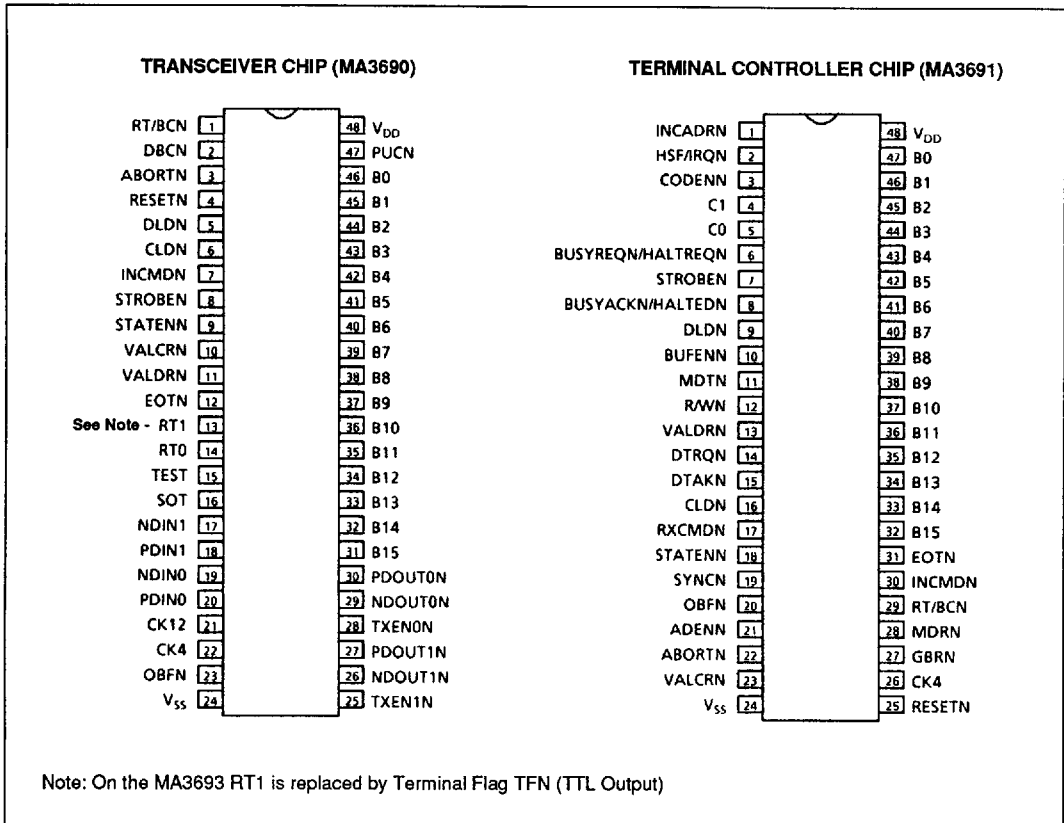 TRANSCEIVER CHIP (MA3690)
RT/BCN 1 48 VDD
DBCN 2 47 PUCN
ABORTN 3 46 B0
RESETN 4 45 B1
DLDN 5 44 B2
CLDN 6 43 B3
INCMDN 7 42 B4
STROBEN 8 41 B5
STATENN 9 40 B6
VALCRN 10 39 B7
VALDRN 11 38 B8
EOTN 12 37 B9
See Note - RT1 13 36 B10
RT0 14 35 B11
TEST 15 34 B12
SOT 16 33 B13
NDIN1 17 32 B14
PDIN1 18 31 B15
NDIN0 19 30 PDOUT0N
PDIN0 20 29 NDOUT0N
CK12 21 28 TXEN0N
CK4 22 27 PDOUT1N
OBFN 23 26 NDOUT1N
VSS 24 25 TXEN1N
TERMINAL CONTROLLER CHIP (MA3691)
INCADRN 1 48 VDD
HSF/IRQN 2 47 B0
CODENN 3 46 B1
C1 4 45 B2
C0 5 44 B3
BUSYREQN/HALTREQN 6 43 B4
STROBEN 7 42 B5
BUSYACKN/HALTEDN 8 41 B6
DLDN 9 40 B7
BUFENN 10 39 B8
MDTN 11 38 B9
R/WN 12 37 B10
VALDRN 13 36 B11
DTRQN 14 35 B12
DTAKN 15 34 B13
CLDN 16 33 B14
RXCMDN 17 32 B15
STATENN 18 31 EOTN
SYNCN 19 30 INCMDN
OBFN 20 29 RT/BCN
ADENN 21 28 MDRN
ABORTN 22 27 GBRN
VALCRN 23 26 CK4
VSS 24 25 RESETN
Note: On the MA3693 RT1 is replaced by Terminal Flag TFN (TTL Output)